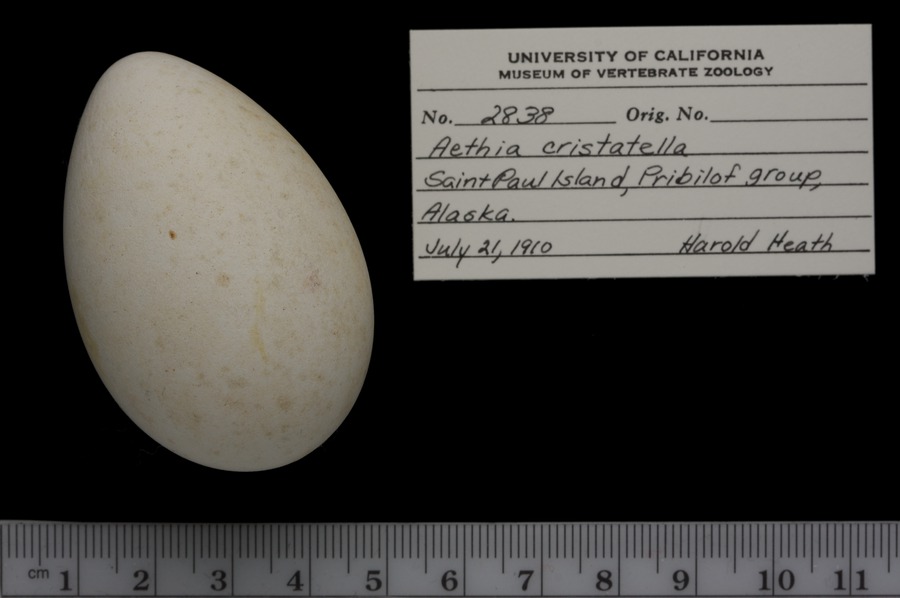 UNIVERSITY OF CALIFORNIA
MUSEUM OF VERTEBRATE ZOOLOGY
No. 2838 Orig. No.
Aethia cristatella
Saint Paul Island, Pribilof group,
Alaska.
July 21, 1910 Harold Heath
cm 1 2 3 4 5 6 7 8 9 10 11